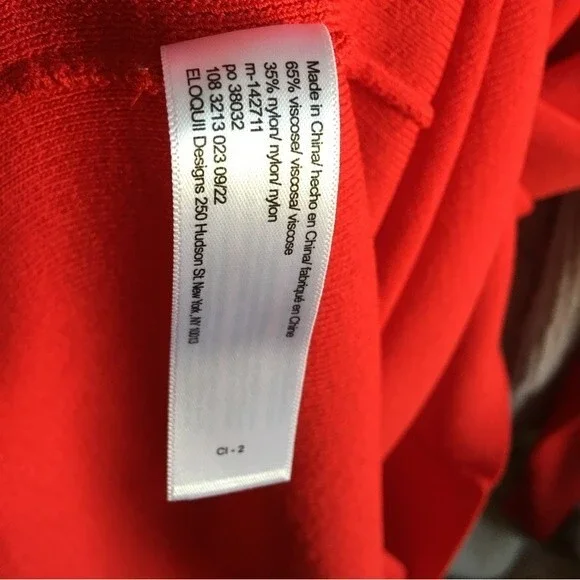 Made in China/ hecho en China/ fabriqué en Chine
65% viscose/ viscosa/ viscose
35% nylon/ nylon/ nylon
m-142711
po 38032
108 3213 023 09/22
ELOQUII Designs 250 Hudson St. New York, NY 10013
CI - 2